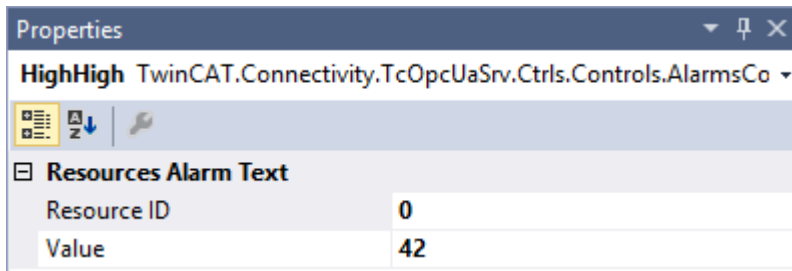 Properties
HighHigh TwinCAT.Connectivity.TcOpcUaSrv.Ctrls.Controls.AlarmsCo
Resources Alarm Text
Resource ID 0
Value 42